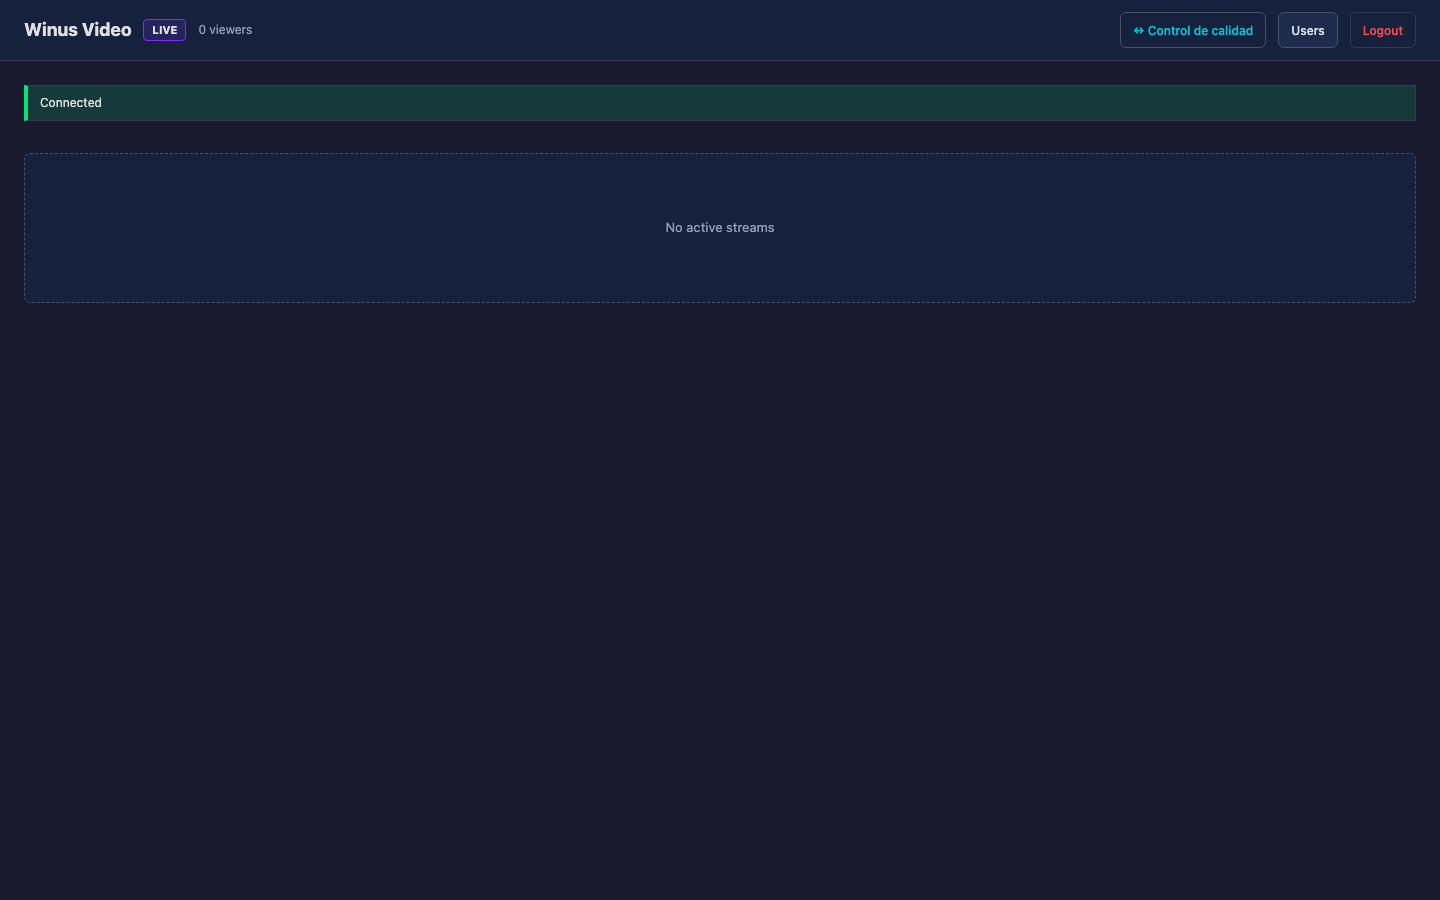 Winus Video LIVE 0 viewers ↔ Control de calidad Users Logout
Connected
No active streams